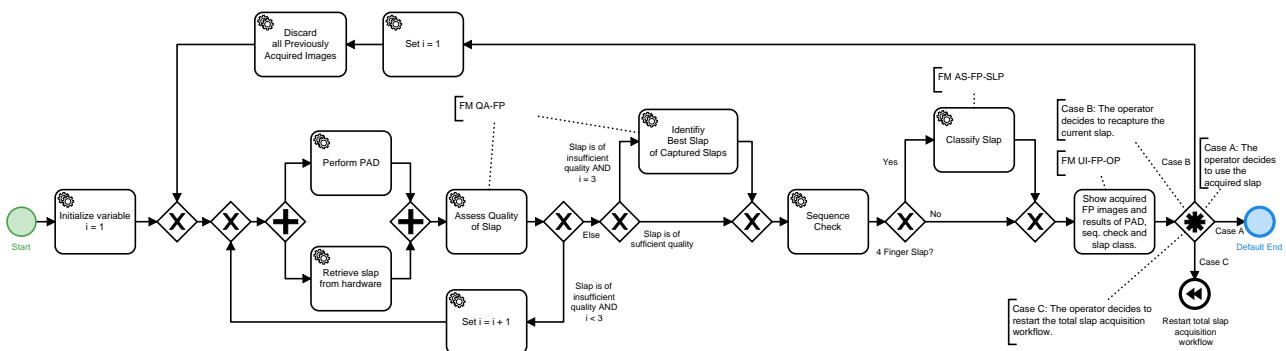 Discard
all Previously
Acquired Images
Set i = 1
FM QA-FP
FM AS-FP-SLP
Case B: The operator
decides to recapture the
current slap.
Case A: The
operator decides
to use the
acquired slap
FM UI-FP-OP
Case B
Slap is of
insufficient
quality AND
i = 3
Identifiy
Best Slap
of Captured Slaps
Classify Slap
Yes
Perform PAD
Start
Initialize variable
i = 1
Assess Quality
of Slap
Else
Slap is of
sufficient quality
Sequence
Check
4 Finger Slap?
No
Show acquired
FP images and
results of PAD,
seq. check and
slap class.
Case A
Default End
Case C
Retrieve slap
from hardware
Slap is of
insufficient
quality AND
i < 3
Set i = i + 1
Case C: The operator decides to
restart the total slap acquisition
workflow.
Restart total slap
acquisition
workflow